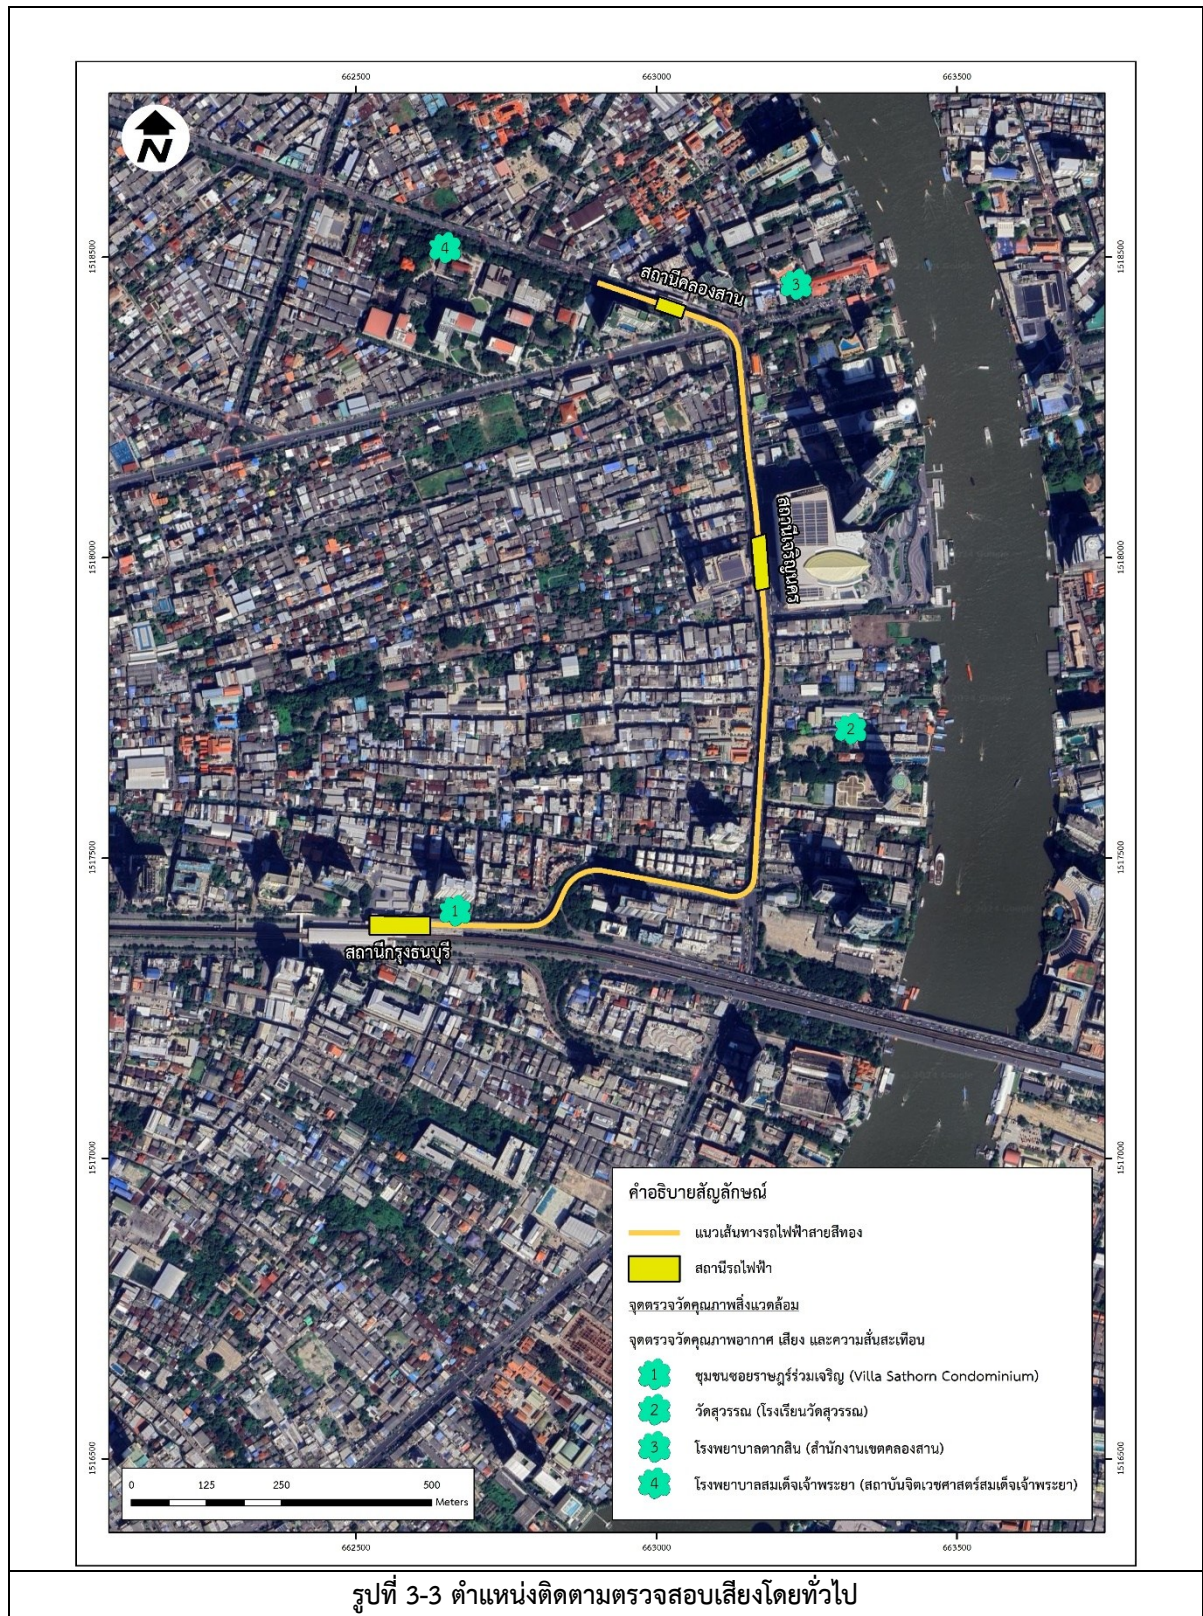 662500 663000 663500
N
1518500
1518000
1517500
1517000
1516500
1518500
1518000
1517500
1517000
1516500
4
3
สถานีคลองสาน
สถานีเจริญนคร
2
1
สถานีกรุงธนบุรี
คำอธิบายสัญลักษณ์
แนวเส้นทางรถไฟฟ้าสายสีทอง
สถานีรถไฟฟ้า
จุดตรวจวัดคุณภาพสิ่งแวดล้อม
จุดตรวจวัดคุณภาพอากาศ เสียง และความสั่นสะเทือน
1 ชุมชนซอยราษฎร์ร่วมเจริญ (Villa Sathorn Condominium)
2 วัดสุวรรณ (โรงเรียนวัดสุวรรณ)
3 โรงพยาบาลตากสิน (สำนักงานเขตคลองสาน)
4 โรงพยาบาลสมเด็จเจ้าพระยา (สถาบันจิตเวชศาสตร์สมเด็จเจ้าพระยา)
0 125 250 500
Meters
662500 663000 663500
รูปที่ 3-3 ตำแหน่งติดตามตรวจสอบเสียงโดยทั่วไป